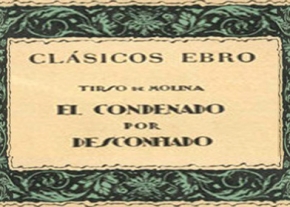 CLÁSICOS EBRO
TIRSO DE MOLINA
EL CONDENADO
POR
DESCONFIADO